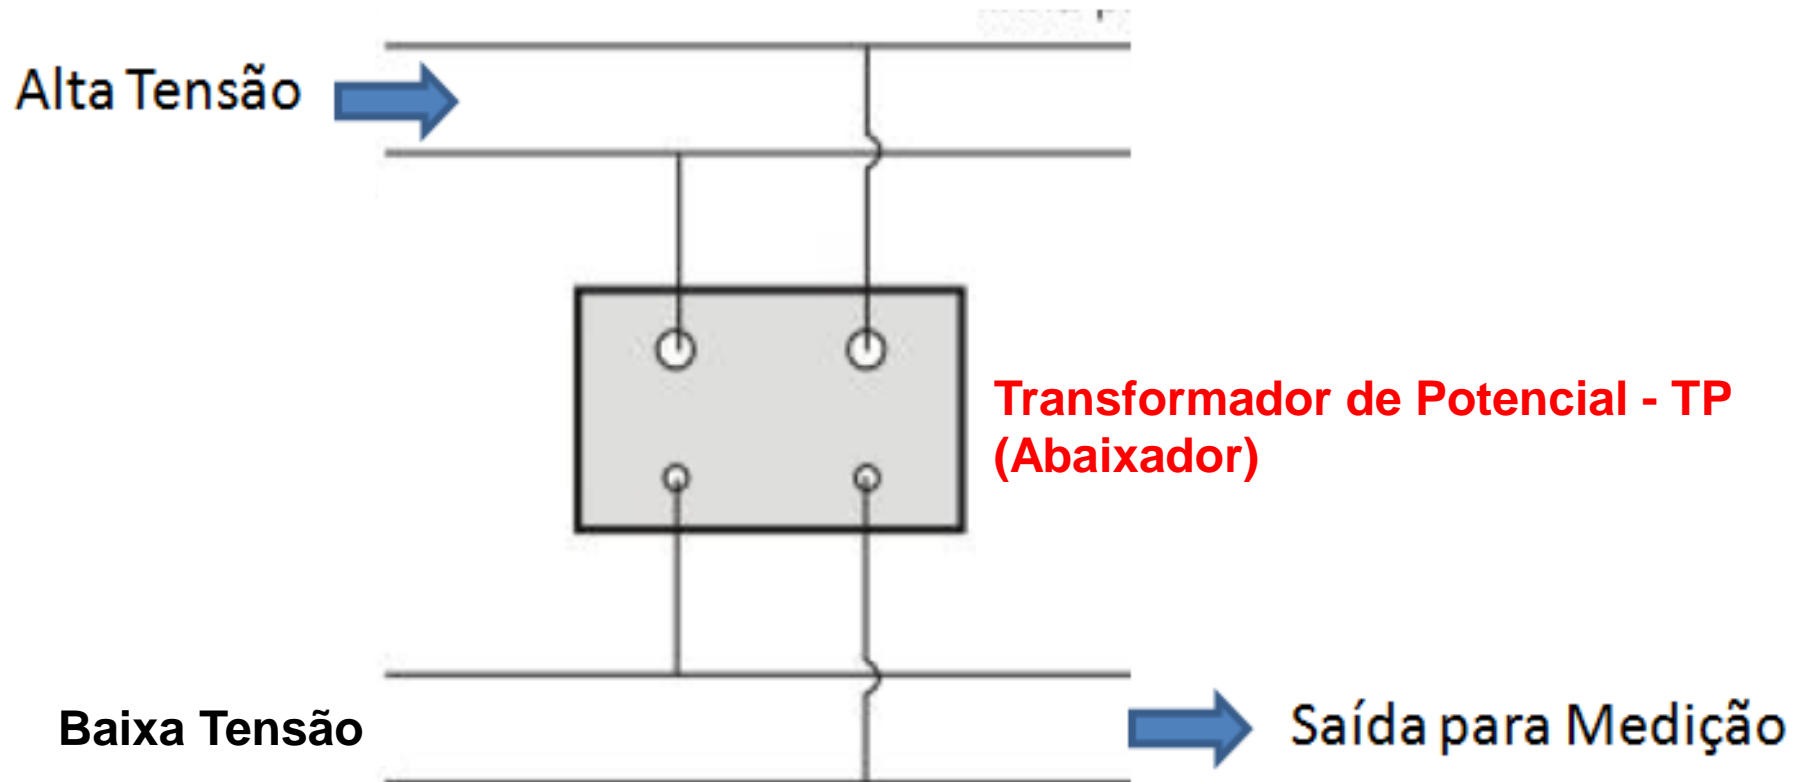 Alta Tensão
Transformador de Potencial - TP
(Abaixador)
Baixa Tensão
Saída para Medição